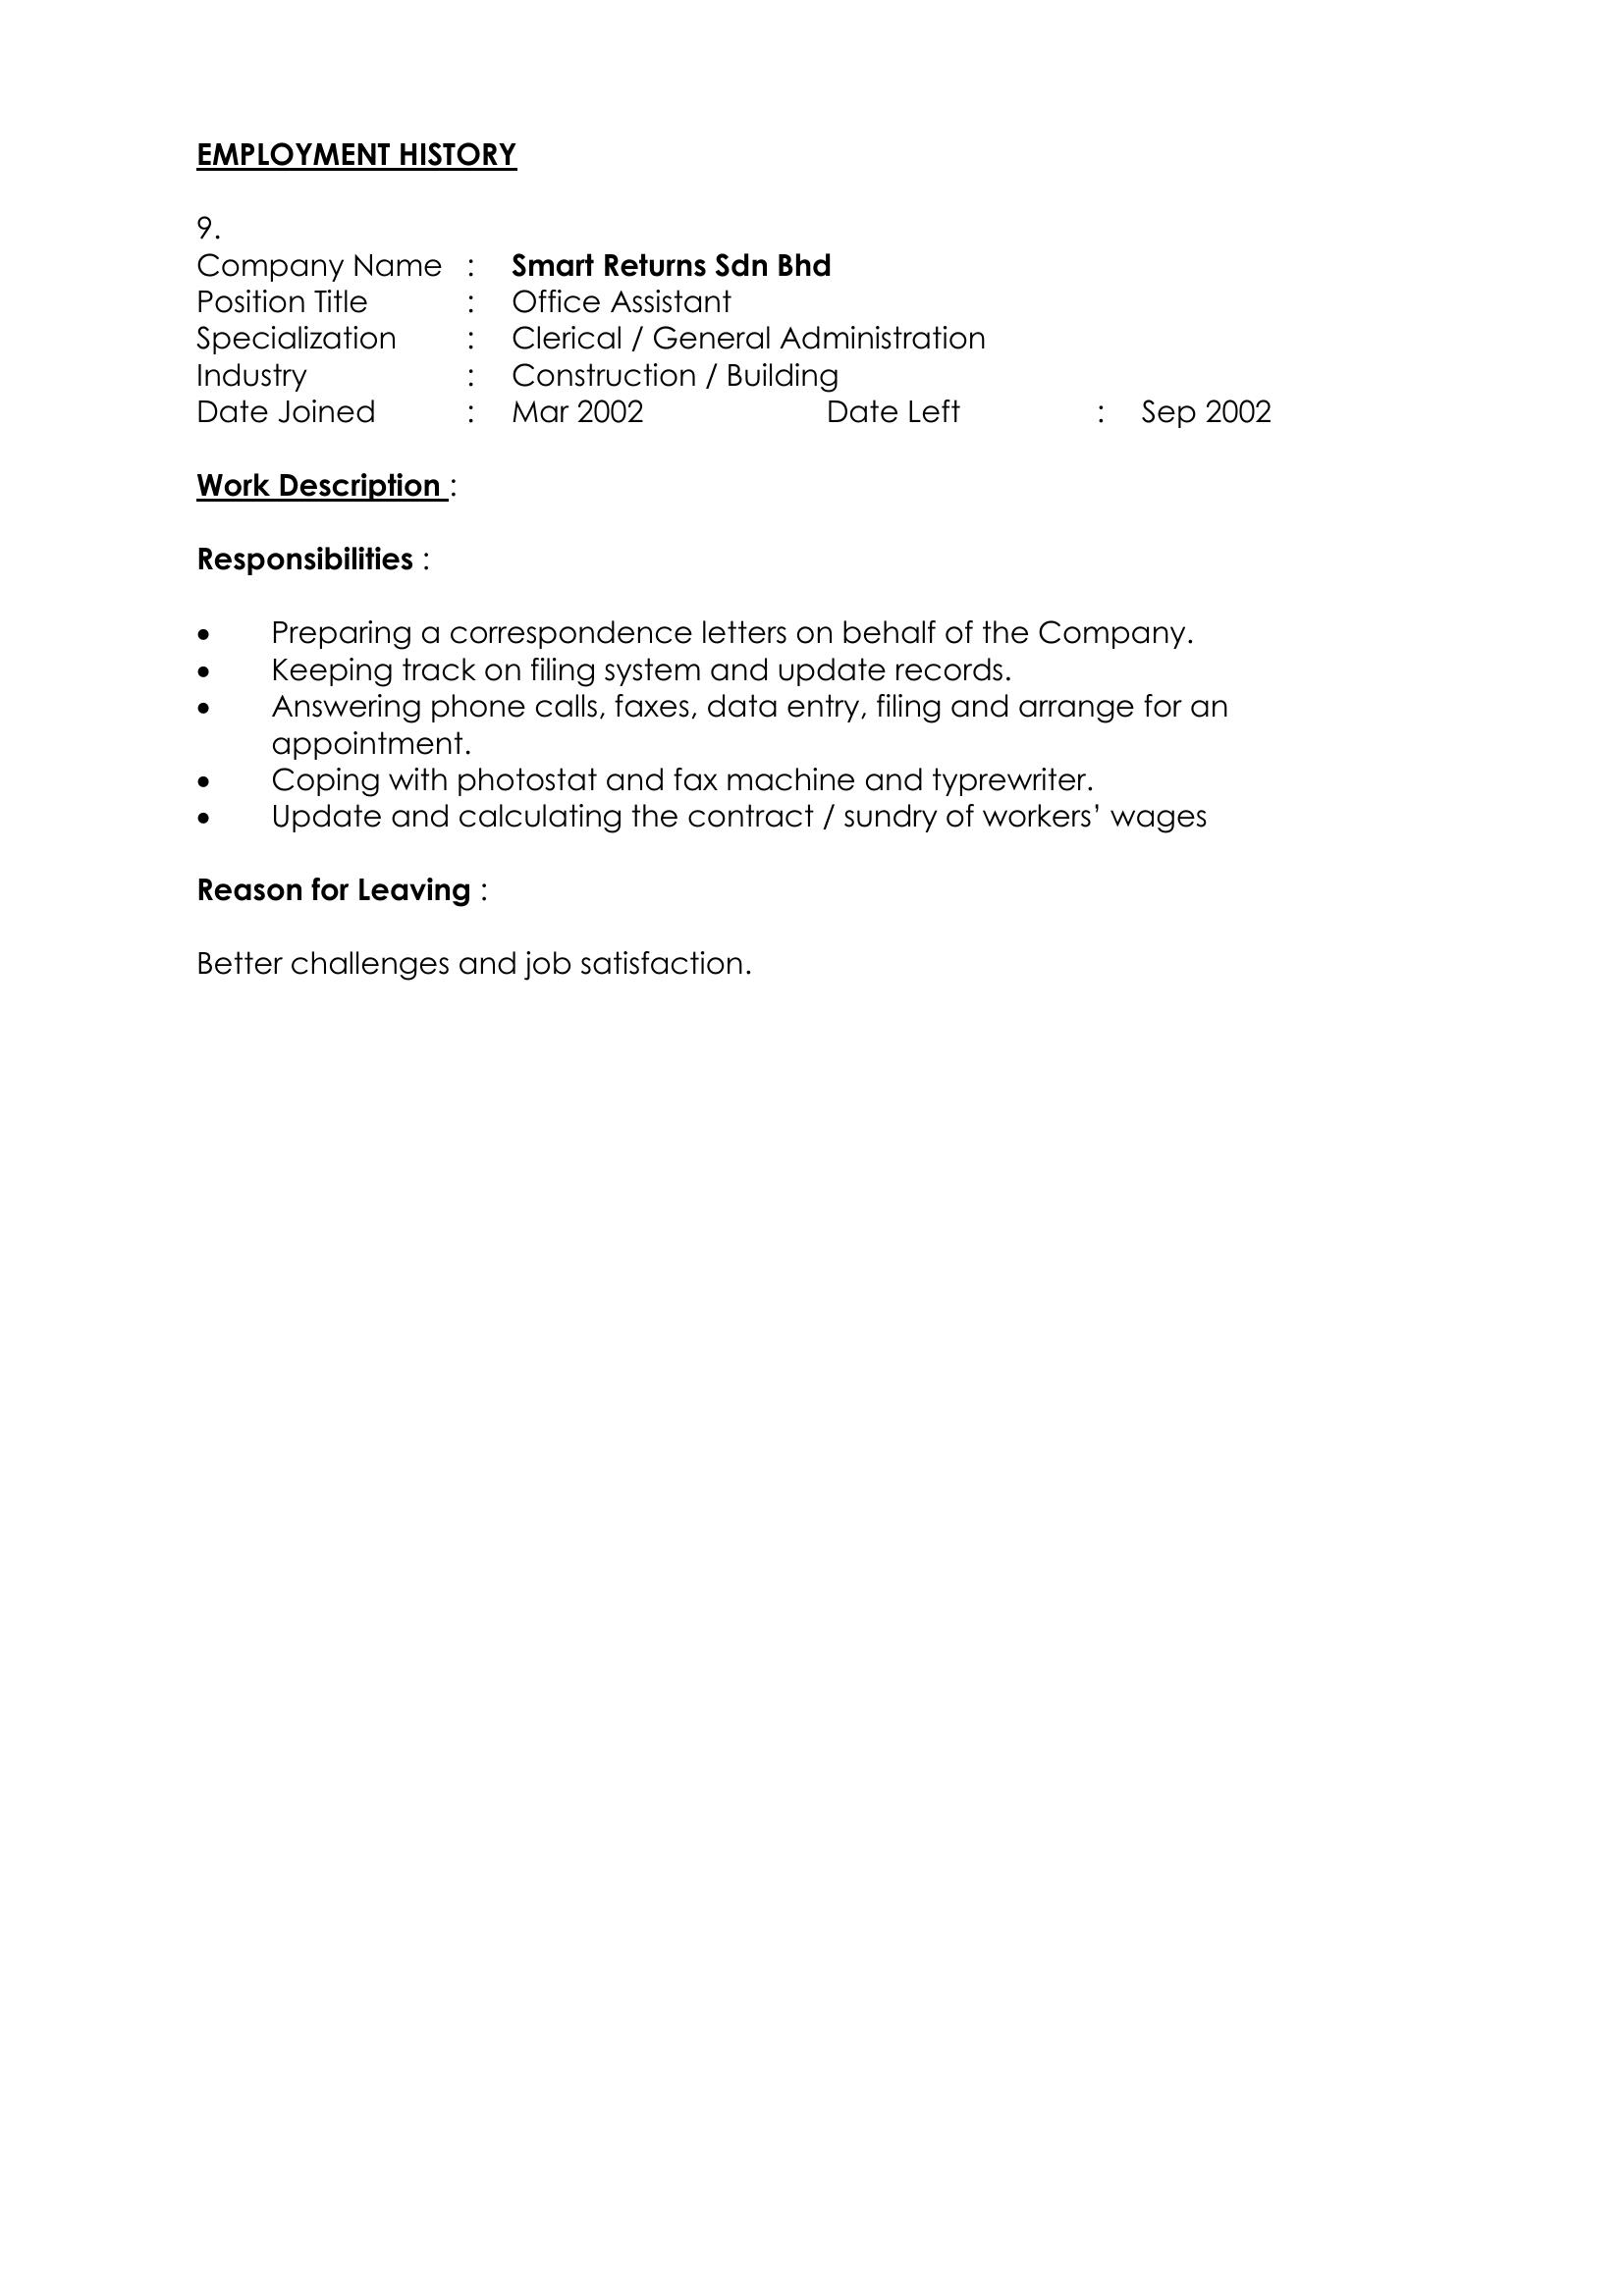 EMPLOYMENT HISTORY
9.
Company Name : Smart Returns Sdn Bhd
Position Title : Office Assistant
Specialization : Clerical / General Administration
Industry : Construction / Building
Date Joined : Mar 2002 Date Left : Sep 2002
Work Description :
Responsibilities :
• Preparing a correspondence letters on behalf of the Company.
• Keeping track on filing system and update records.
• Answering phone calls, faxes, data entry, filing and arrange for an
appointment.
• Coping with photostat and fax machine and typrewriter.
• Update and calculating the contract / sundry of workers’ wages
Reason for Leaving :
Better challenges and job satisfaction.